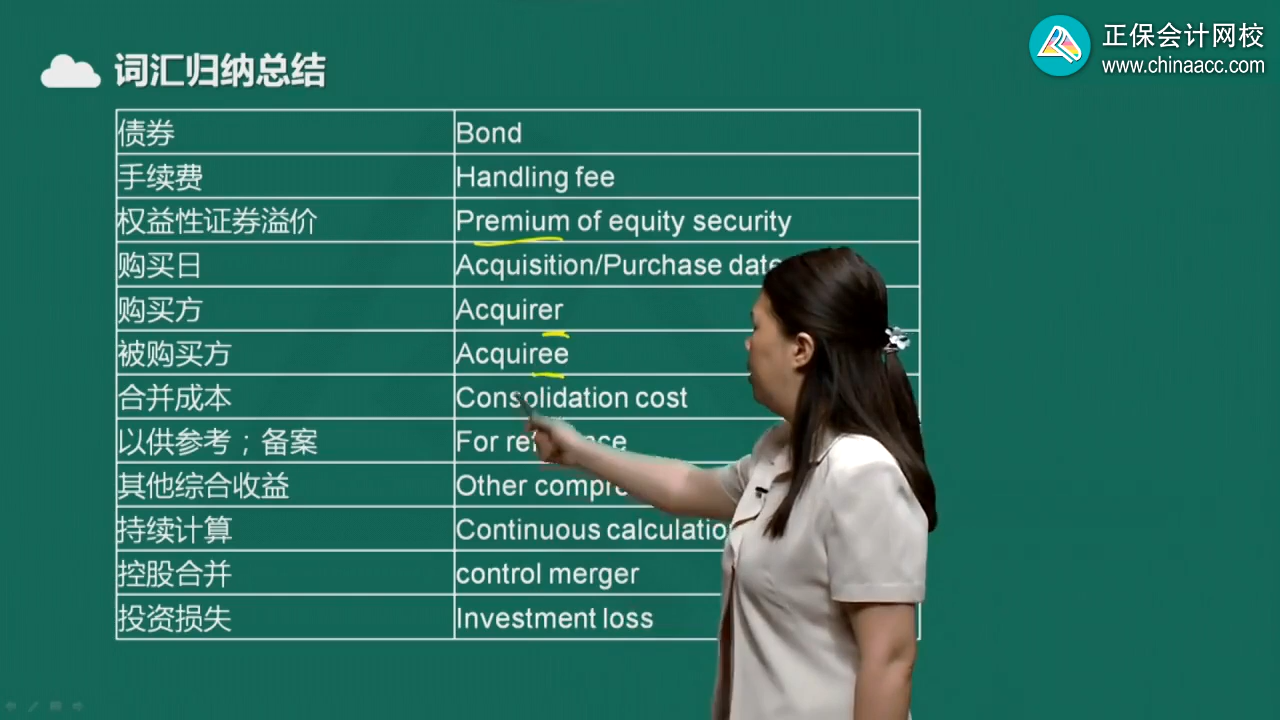 正保会计网校
www.chinaacc.com
词汇归纳总结
债券 Bond
手续费 Handling fee
权益性证券溢价 Premium of equity security
购买日 Acquisition/Purchase date
购买方 Acquirer
被购买方 Acquiree
合并成本 Consolidation cost
以供参考；备案 For
其他综合收益 Other
持续计算 Continuous calculation
控股合并 control merger
投资损失 Investment loss